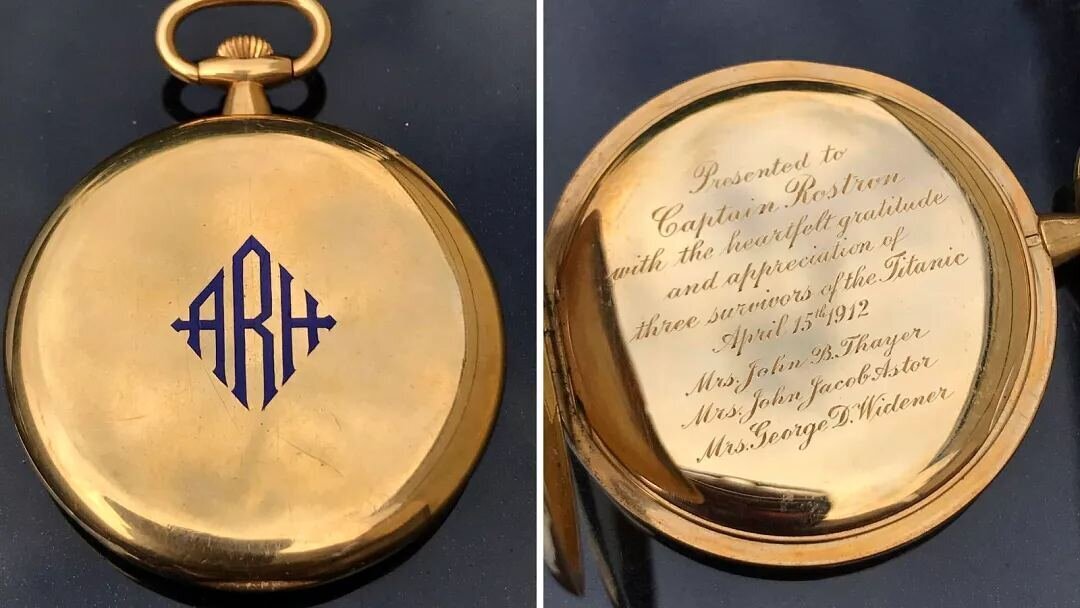 ARH
Presented to
Captain Rostron
with the heartfelt gratitude
and appreciation of
three survivors of the Titanic
April 15th 1912
Mrs. John B. Thayer
Mrs. John Jacob Astor
Mrs. George D. Widener